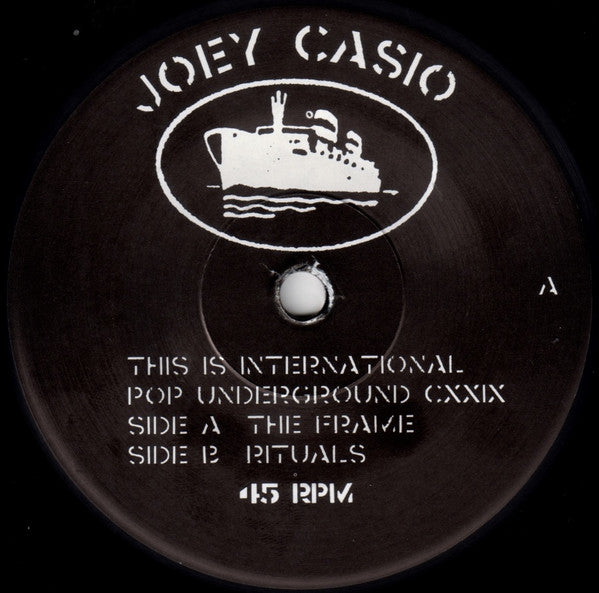 JOEY CASIO
A
THIS IS INTERNATIONAL
POP UNDERGROUND CXXIX
SIDE A THE FRAME
SIDE B RITUALS
45 RPM